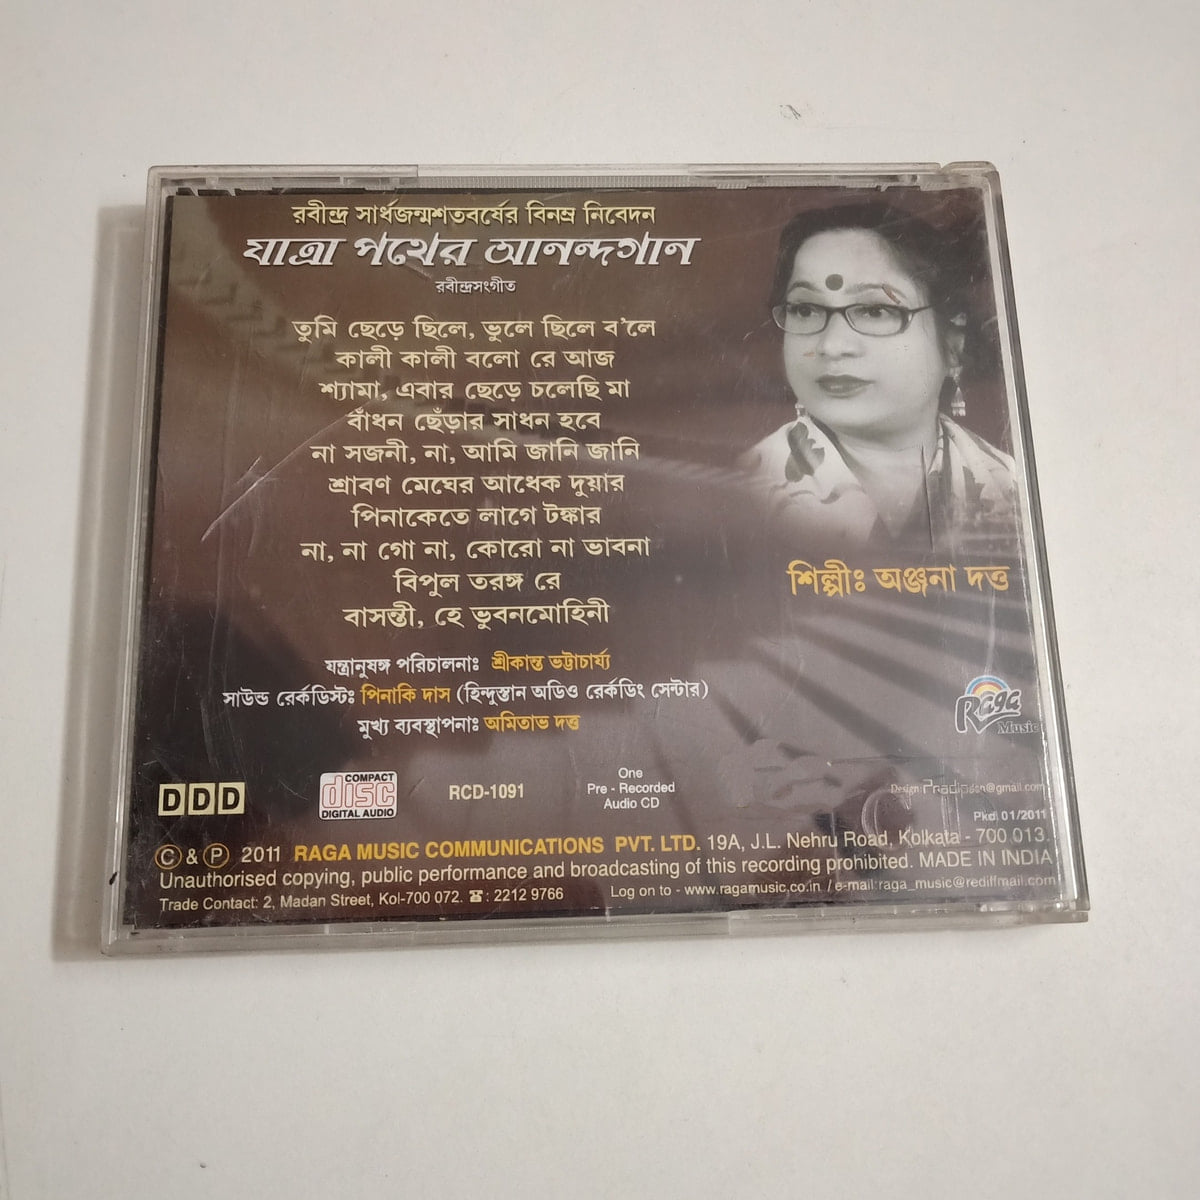 রবীন্দ্র সার্ধজন্মশতবর্ষের বিনম্র নিবেদন
যাত্রা পথের আনন্দগান
রবীন্দ্রসংগীত
তুমি ছেড়ে ছিলে, ভুলে ছিলে ব'লে
কালী কালী বলো রে আজ
শ্যামা, এবার ছেড়ে চলেছি মা
বাঁধন ছেঁড়ার সাধন হবে
না সজনী, না, আমি জানি জানি
শ্রাবণ মেঘের আধেক দুয়ার
পিনাকেতে লাগে টঙ্কার
না, না গো না, কোরো না ভাবনা
বিপুল তরঙ্গ রে
বাসন্তী, হে ভুবনমোহিনী
শিল্পীঃ অঞ্জনা দত্ত
যন্ত্রানুষঙ্গ পরিচালনাঃ শ্রীকান্ত ভট্টাচার্য্য
সাউন্ড রেকর্ডিস্টঃ পিনাকি দাস (হিন্দুস্তান অডিও রেকর্ডিং সেন্টার)
মুখ্য ব্যবস্থাপনাঃ অমিতাভ দত্ত
Raga
Music
DDD
COMPACT
disc
DIGITAL AUDIO
RCD-1091
One
Pre - Recorded
Audio CD
Design: @gmail.com
Pkd 01/2011
© & ℗ 2011 RAGA MUSIC COMMUNICATIONS PVT. LTD. 19A, J.L. Nehru Road, Kolkata - 700 013.
Unauthorised copying, public performance and broadcasting of this recording prohibited. MADE IN INDIA
Trade Contact: 2, Madan Street, Kol-700 072. ☎: 2212 9766
Log on to - www.ragamusic.co.in / e-mail:raga_music@rediffmail.com